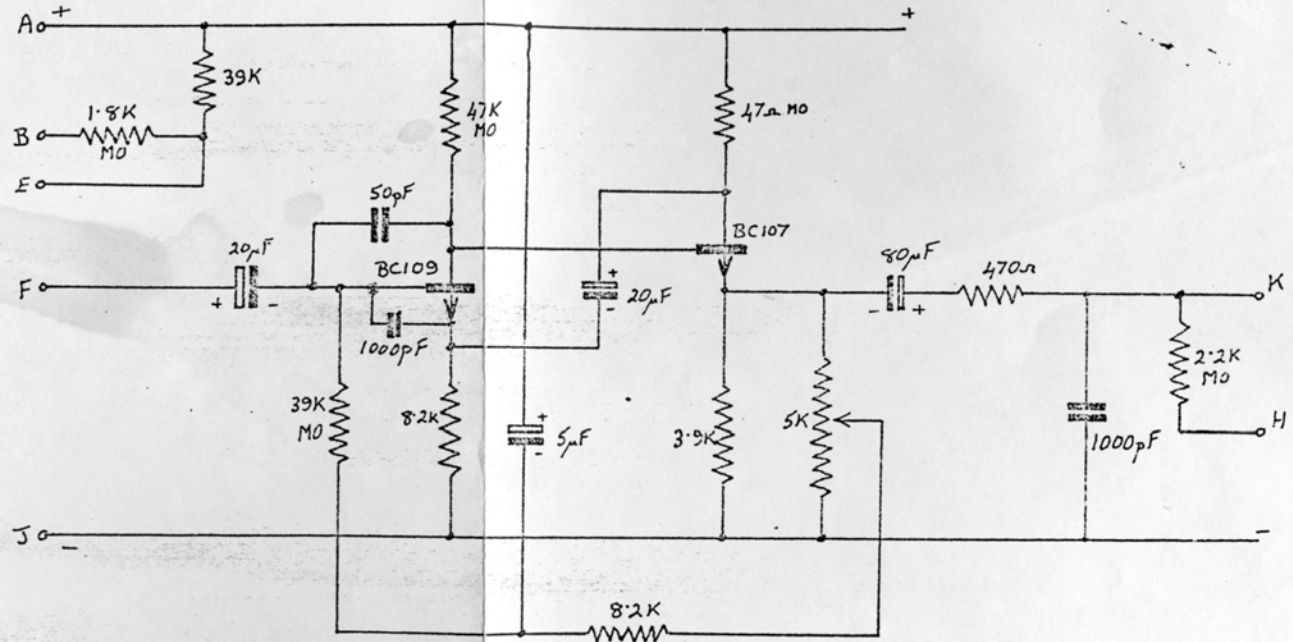 A +
+
39K
47K
MO
47Ω MO
1.8K
MO
B
E
50pF
20μF
BC109
BC107
80μF
470Ω
K
F
+ -
+
20μF
-
- +
1000pF
2.2K
MO
39K
MO
8.2K
+
5μF
-
3.9K
5K
1000pF
H
J -
-
8.2K